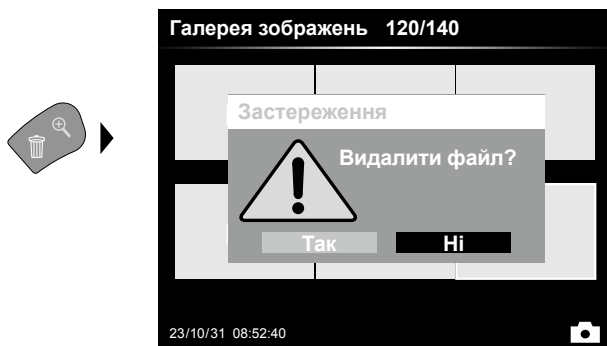 Галерея зображень 120/140
Застереження
Видалити файл?
Так Ні
23/10/31 08:52:40